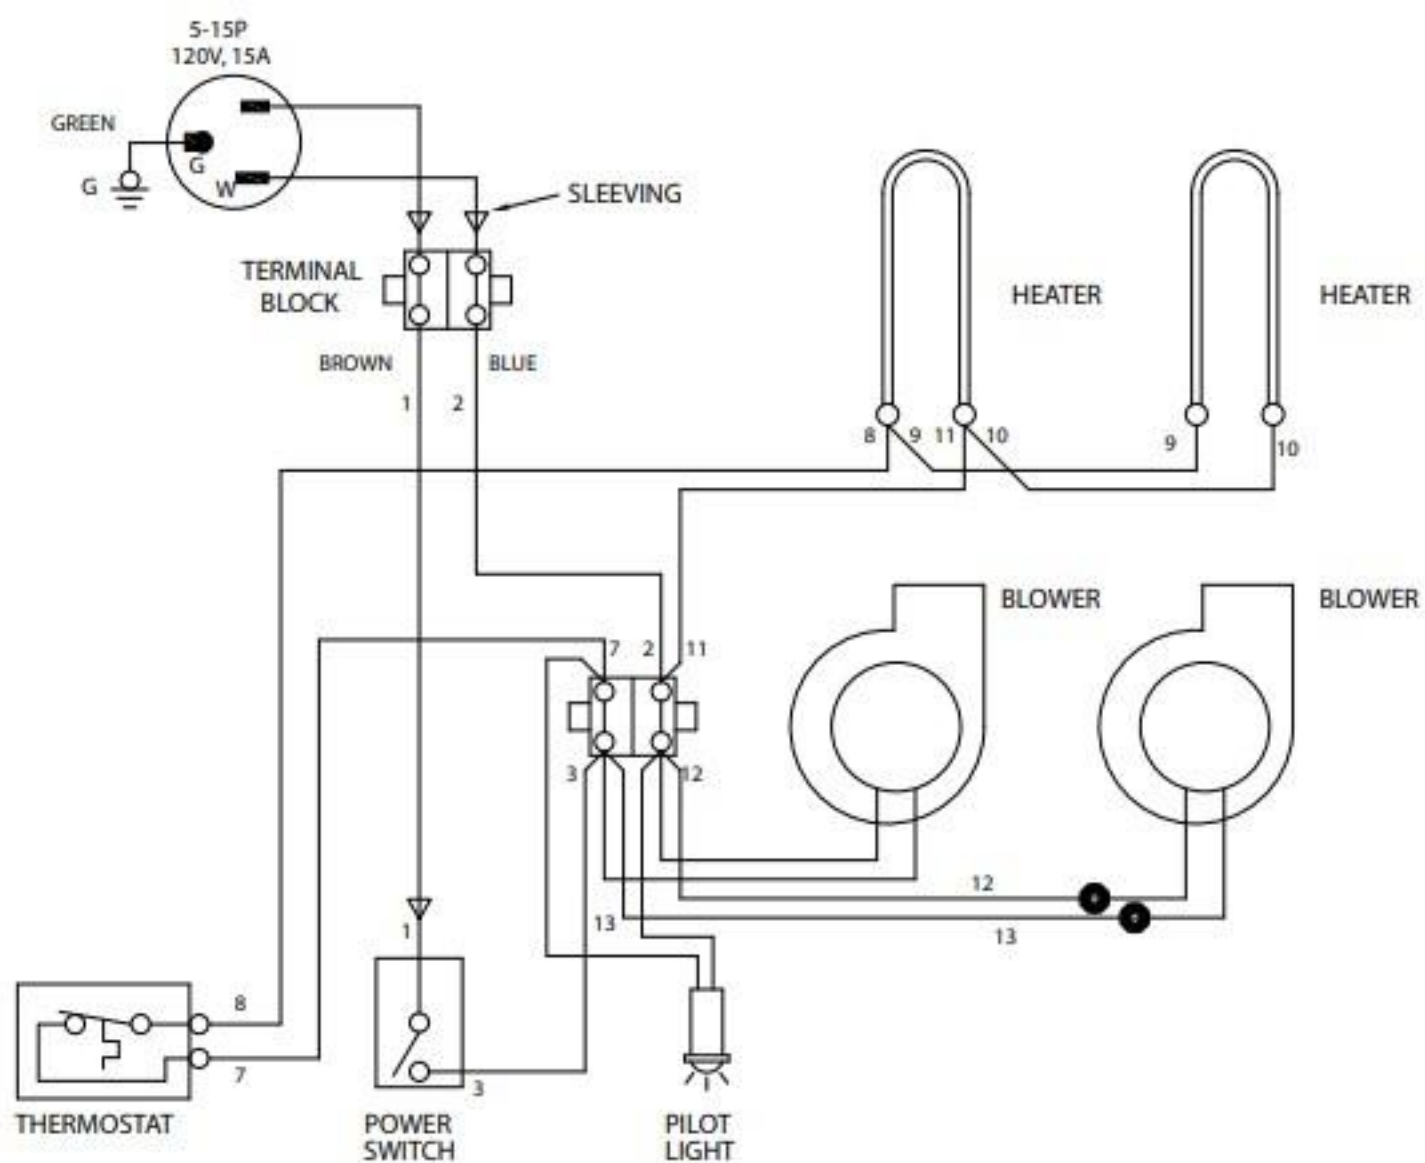 5-15P
120V, 15A
GREEN
G
G
W
SLEEVING
TERMINAL
BLOCK
HEATER
HEATER
BROWN
BLUE
1
2
8
9
11
10
9
10
BLOWER
BLOWER
7
2
11
3
12
12
13
13
1
8
7
3
THERMOSTAT
POWER
SWITCH
PILOT
LIGHT